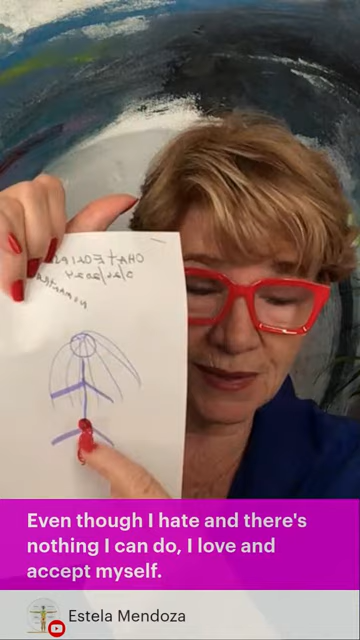 Even though I hate and there's
nothing I can do, I love and
accept myself.
Estela Mendoza